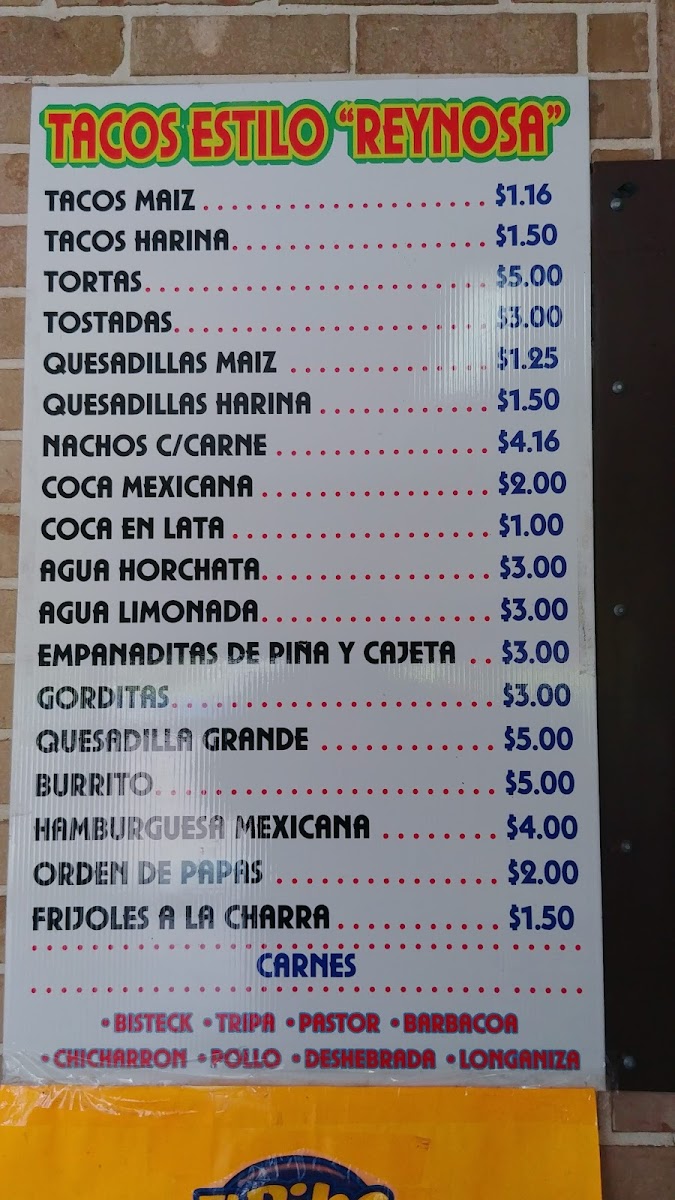 TACOS ESTILO "REYNOSA"
TACOS MAIZ.....................$1.16
TACOS HARINA...................$1.50
TORTAS.........................$5.00
TOSTADAS.......................$3.00
QUESADILLAS MAIZ ..............$1.25
QUESADILLAS HARINA ............$1.50
NACHOS C/CARNE ................$4.16
COCA MEXICANA .................$2.00
COCA EN LATA ..................$1.00
AGUA HORCHATA..................$3.00
AGUA LIMONADA..................$3.00
EMPANADITAS DE PIÑA Y CAJETA ..$3.00
GORDITAS.......................$3.00
QUESADILLA GRANDE .............$5.00
BURRITO........................$5.00
HAMBURGUESA MEXICANA ........$4.00
ORDEN DE PAPAS ................$2.00
FRIJOLES A LA CHARRA............$1.50
CARNES
•BISTECK •TRIPA •PASTOR •BARBACOA
•CHICHARRON •POLLO •DESHEBRADA •LONGANIZA